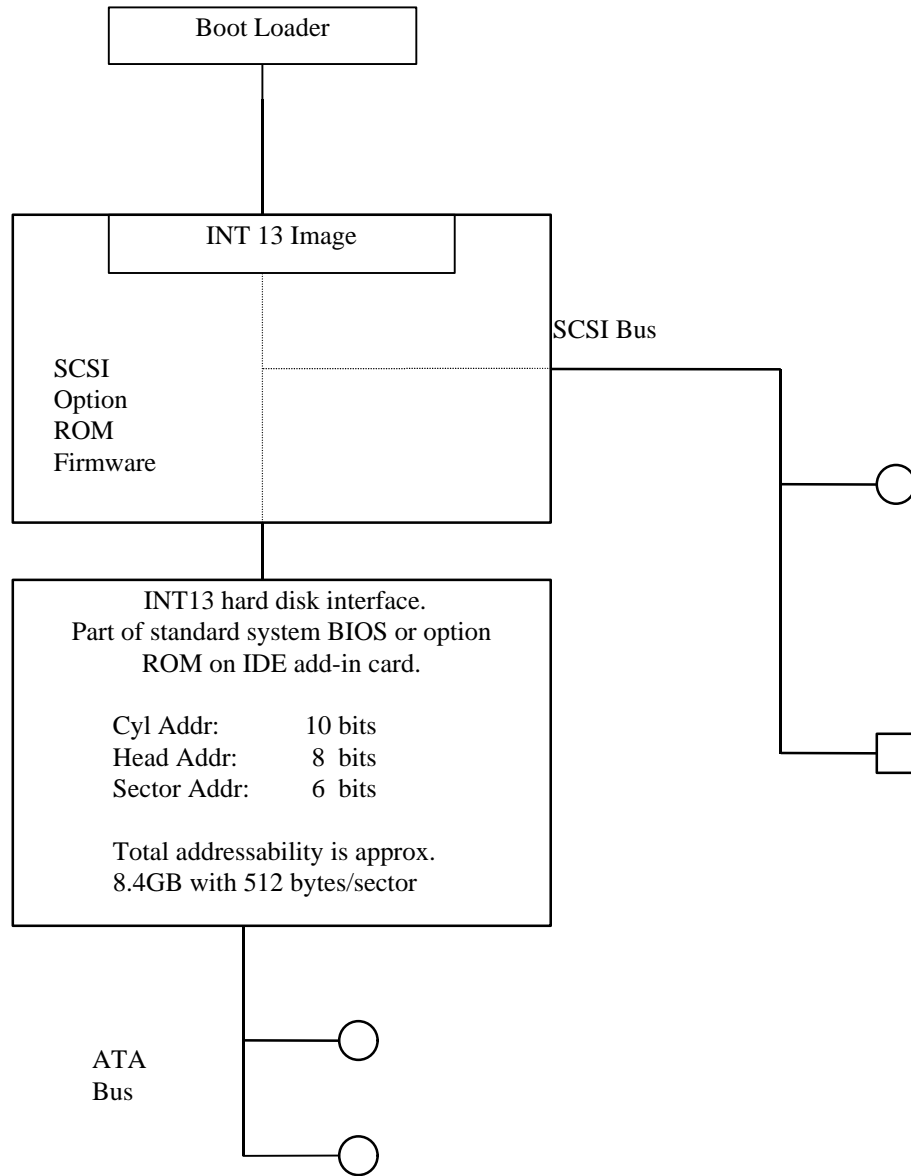 Boot Loader
INT 13 Image
SCSI Bus
SCSI
Option
ROM
Firmware
INT13 hard disk interface.
Part of standard system BIOS or option
ROM on IDE add-in card.
Cyl Addr: 10 bits
Head Addr: 8 bits
Sector Addr: 6 bits
Total addressability is approx.
8.4GB with 512 bytes/sector
ATA
Bus